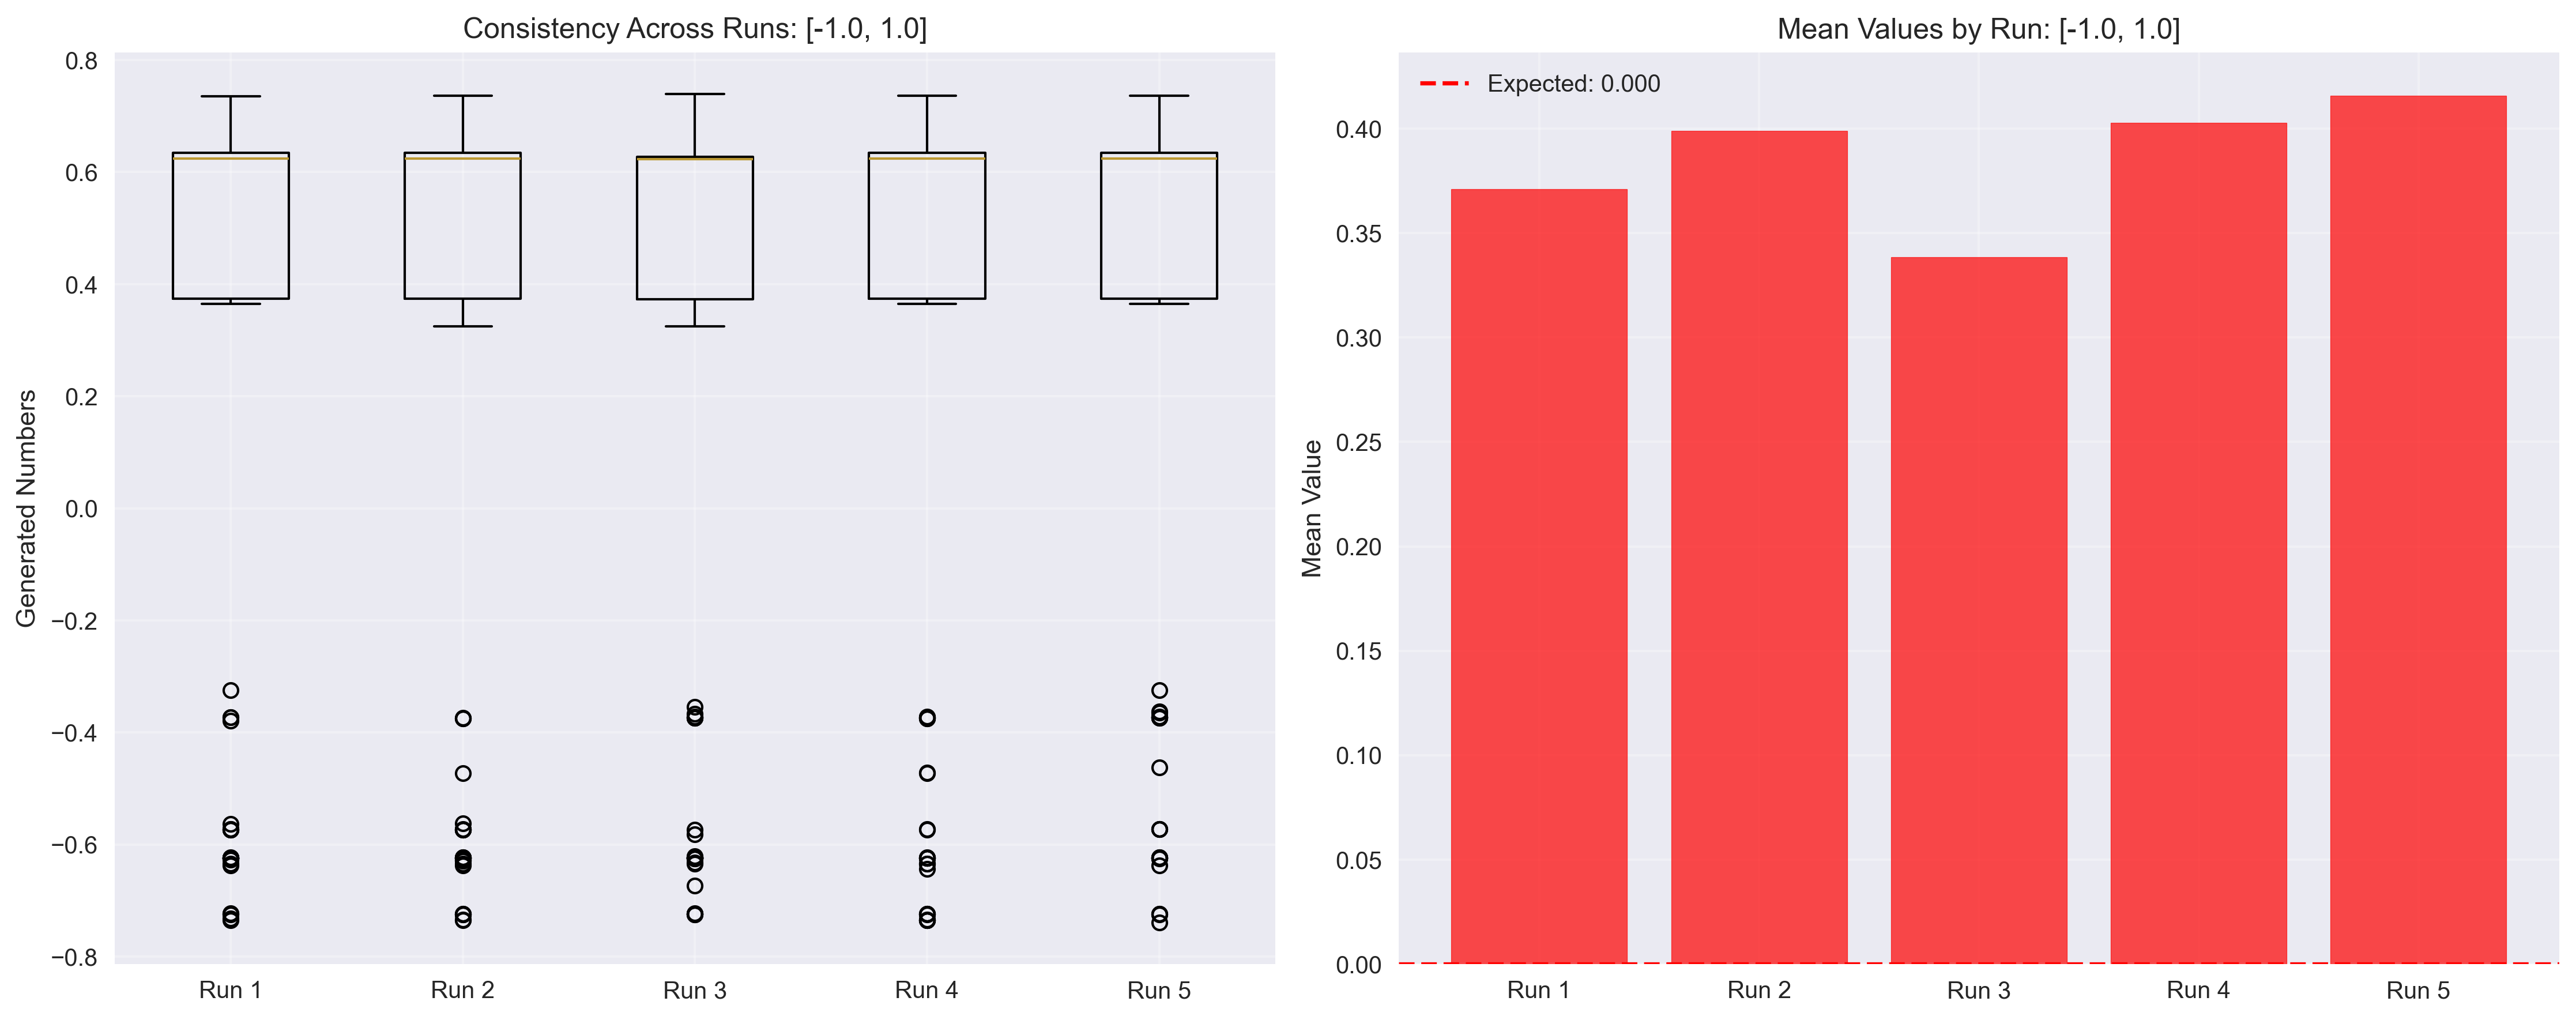 Consistency Across Runs: [-1.0, 1.0]
Generated Numbers
0.8
0.6
0.4
0.2
0.0
−0.2
−0.4
−0.6
−0.8
Run 1 Run 2 Run 3 Run 4 Run 5
Mean Values by Run: [-1.0, 1.0]
Expected: 0.000
Mean Value
0.40
0.35
0.30
0.25
0.20
0.15
0.10
0.05
0.00
Run 1 Run 2 Run 3 Run 4 Run 5